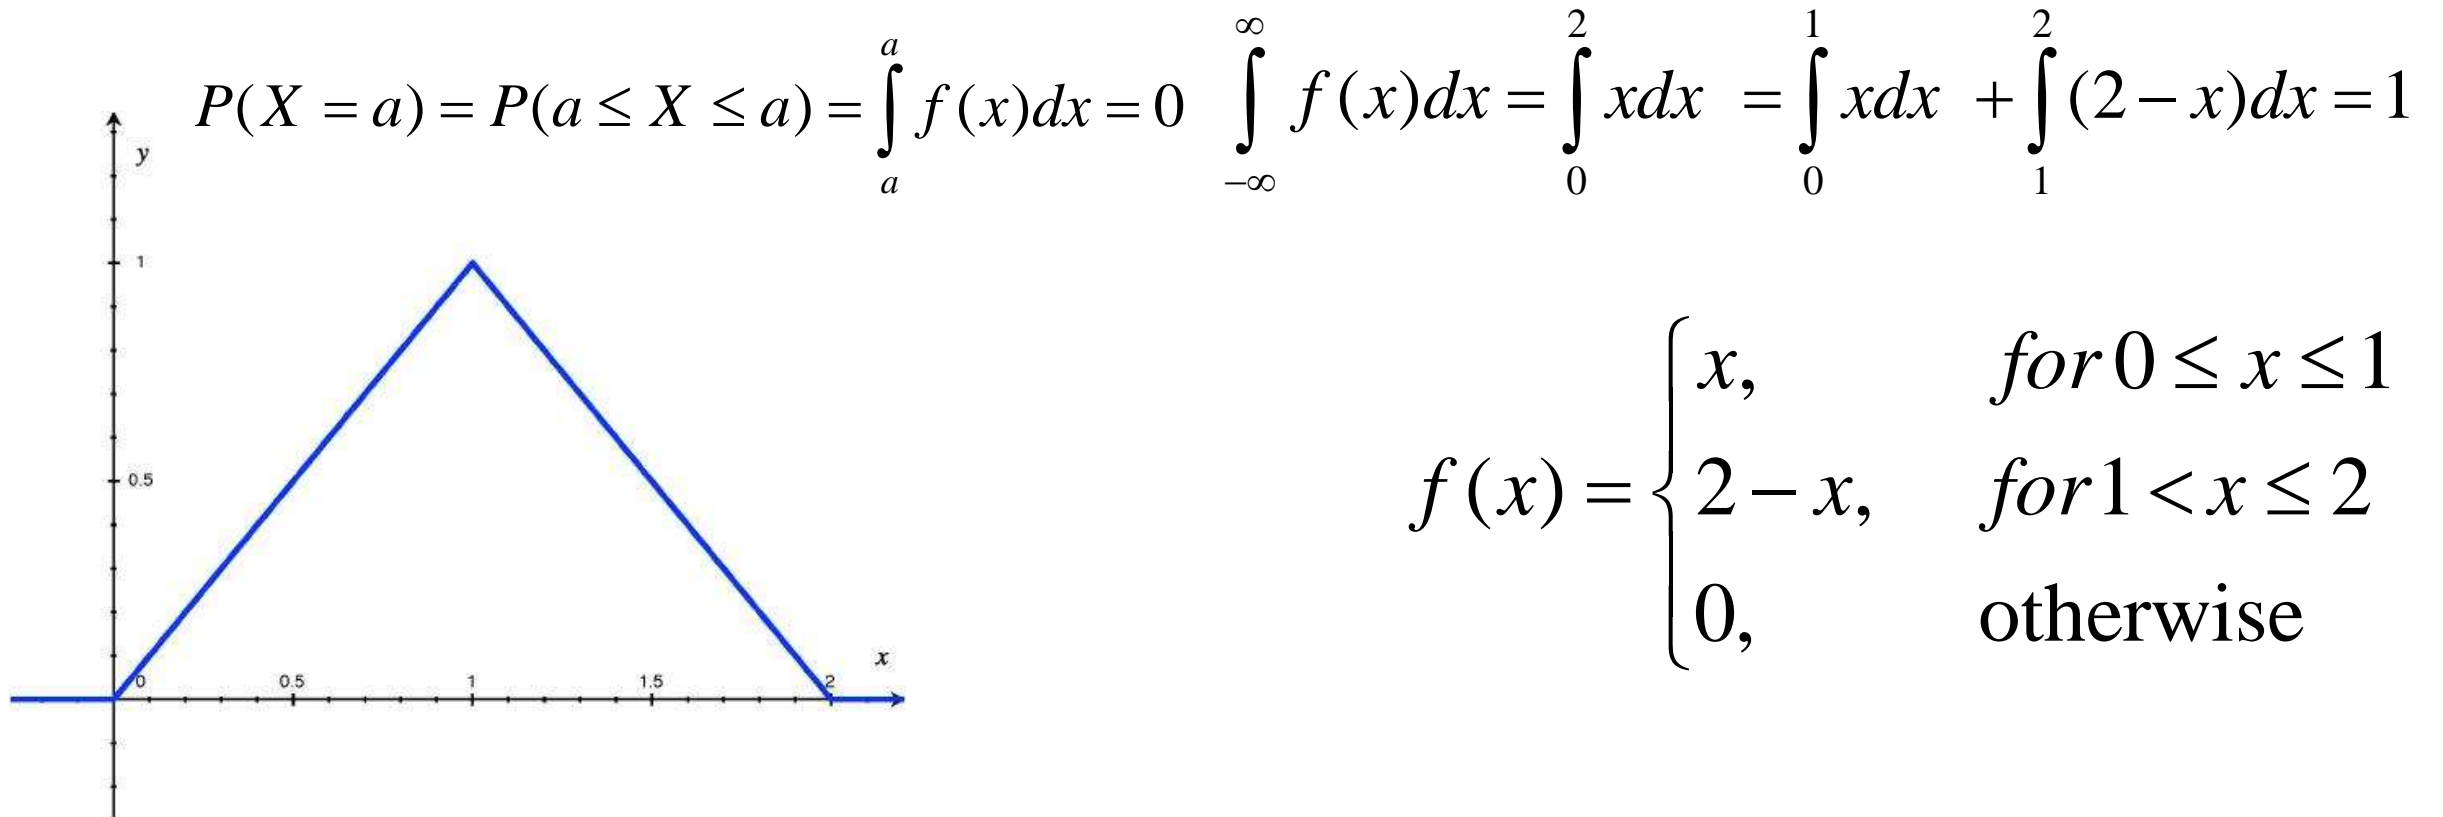 P(X = a) = P(a ≤ X ≤ a) = ∫_a^a f(x)dx = 0   ∫_{-∞}^{∞} f(x)dx = ∫_0^2 xdx = ∫_0^1 xdx + ∫_1^2 (2 − x)dx = 1
y
1
0.5
x
0 0.5 1 1.5 2
f(x) = { x, for 0 ≤ x ≤ 1
2 − x, for 1 < x ≤ 2
0, otherwise